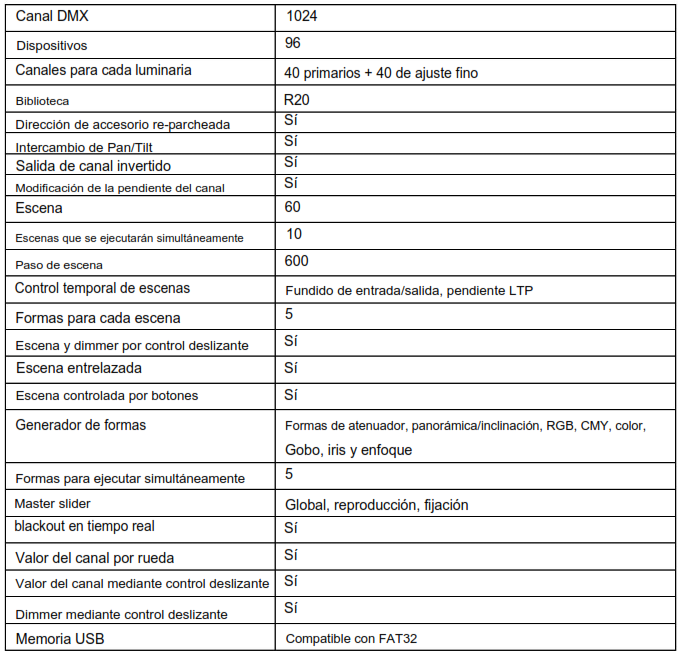 Canal DMX 1024
Dispositivos 96
Canales para cada luminaria 40 primarios + 40 de ajuste fino
Biblioteca R20
Dirección de accesorio re-parcheada Sí
Intercambio de Pan/Tilt Sí
Salida de canal invertido Sí
Modificación de la pendiente del canal Sí
Escena 60
Escenas que se ejecutarán simultáneamente 10
Paso de escena 600
Control temporal de escenas Fundido de entrada/salida, pendiente LTP
Formas para cada escena 5
Escena y dimmer por control deslizante Sí
Escena entrelazada Sí
Escena controlada por botones Sí
Generador de formas Formas de atenuador, panorámica/inclinación, RGB, CMY, color,
Gobo, iris y enfoque
Formas para ejecutar simultáneamente 5
Master slider Global, reproducción, fijación
blackout en tiempo real Sí
Valor del canal por rueda Sí
Valor del canal mediante control deslizante Sí
Dimmer mediante control deslizante Sí
Memoria USB Compatible con FAT32